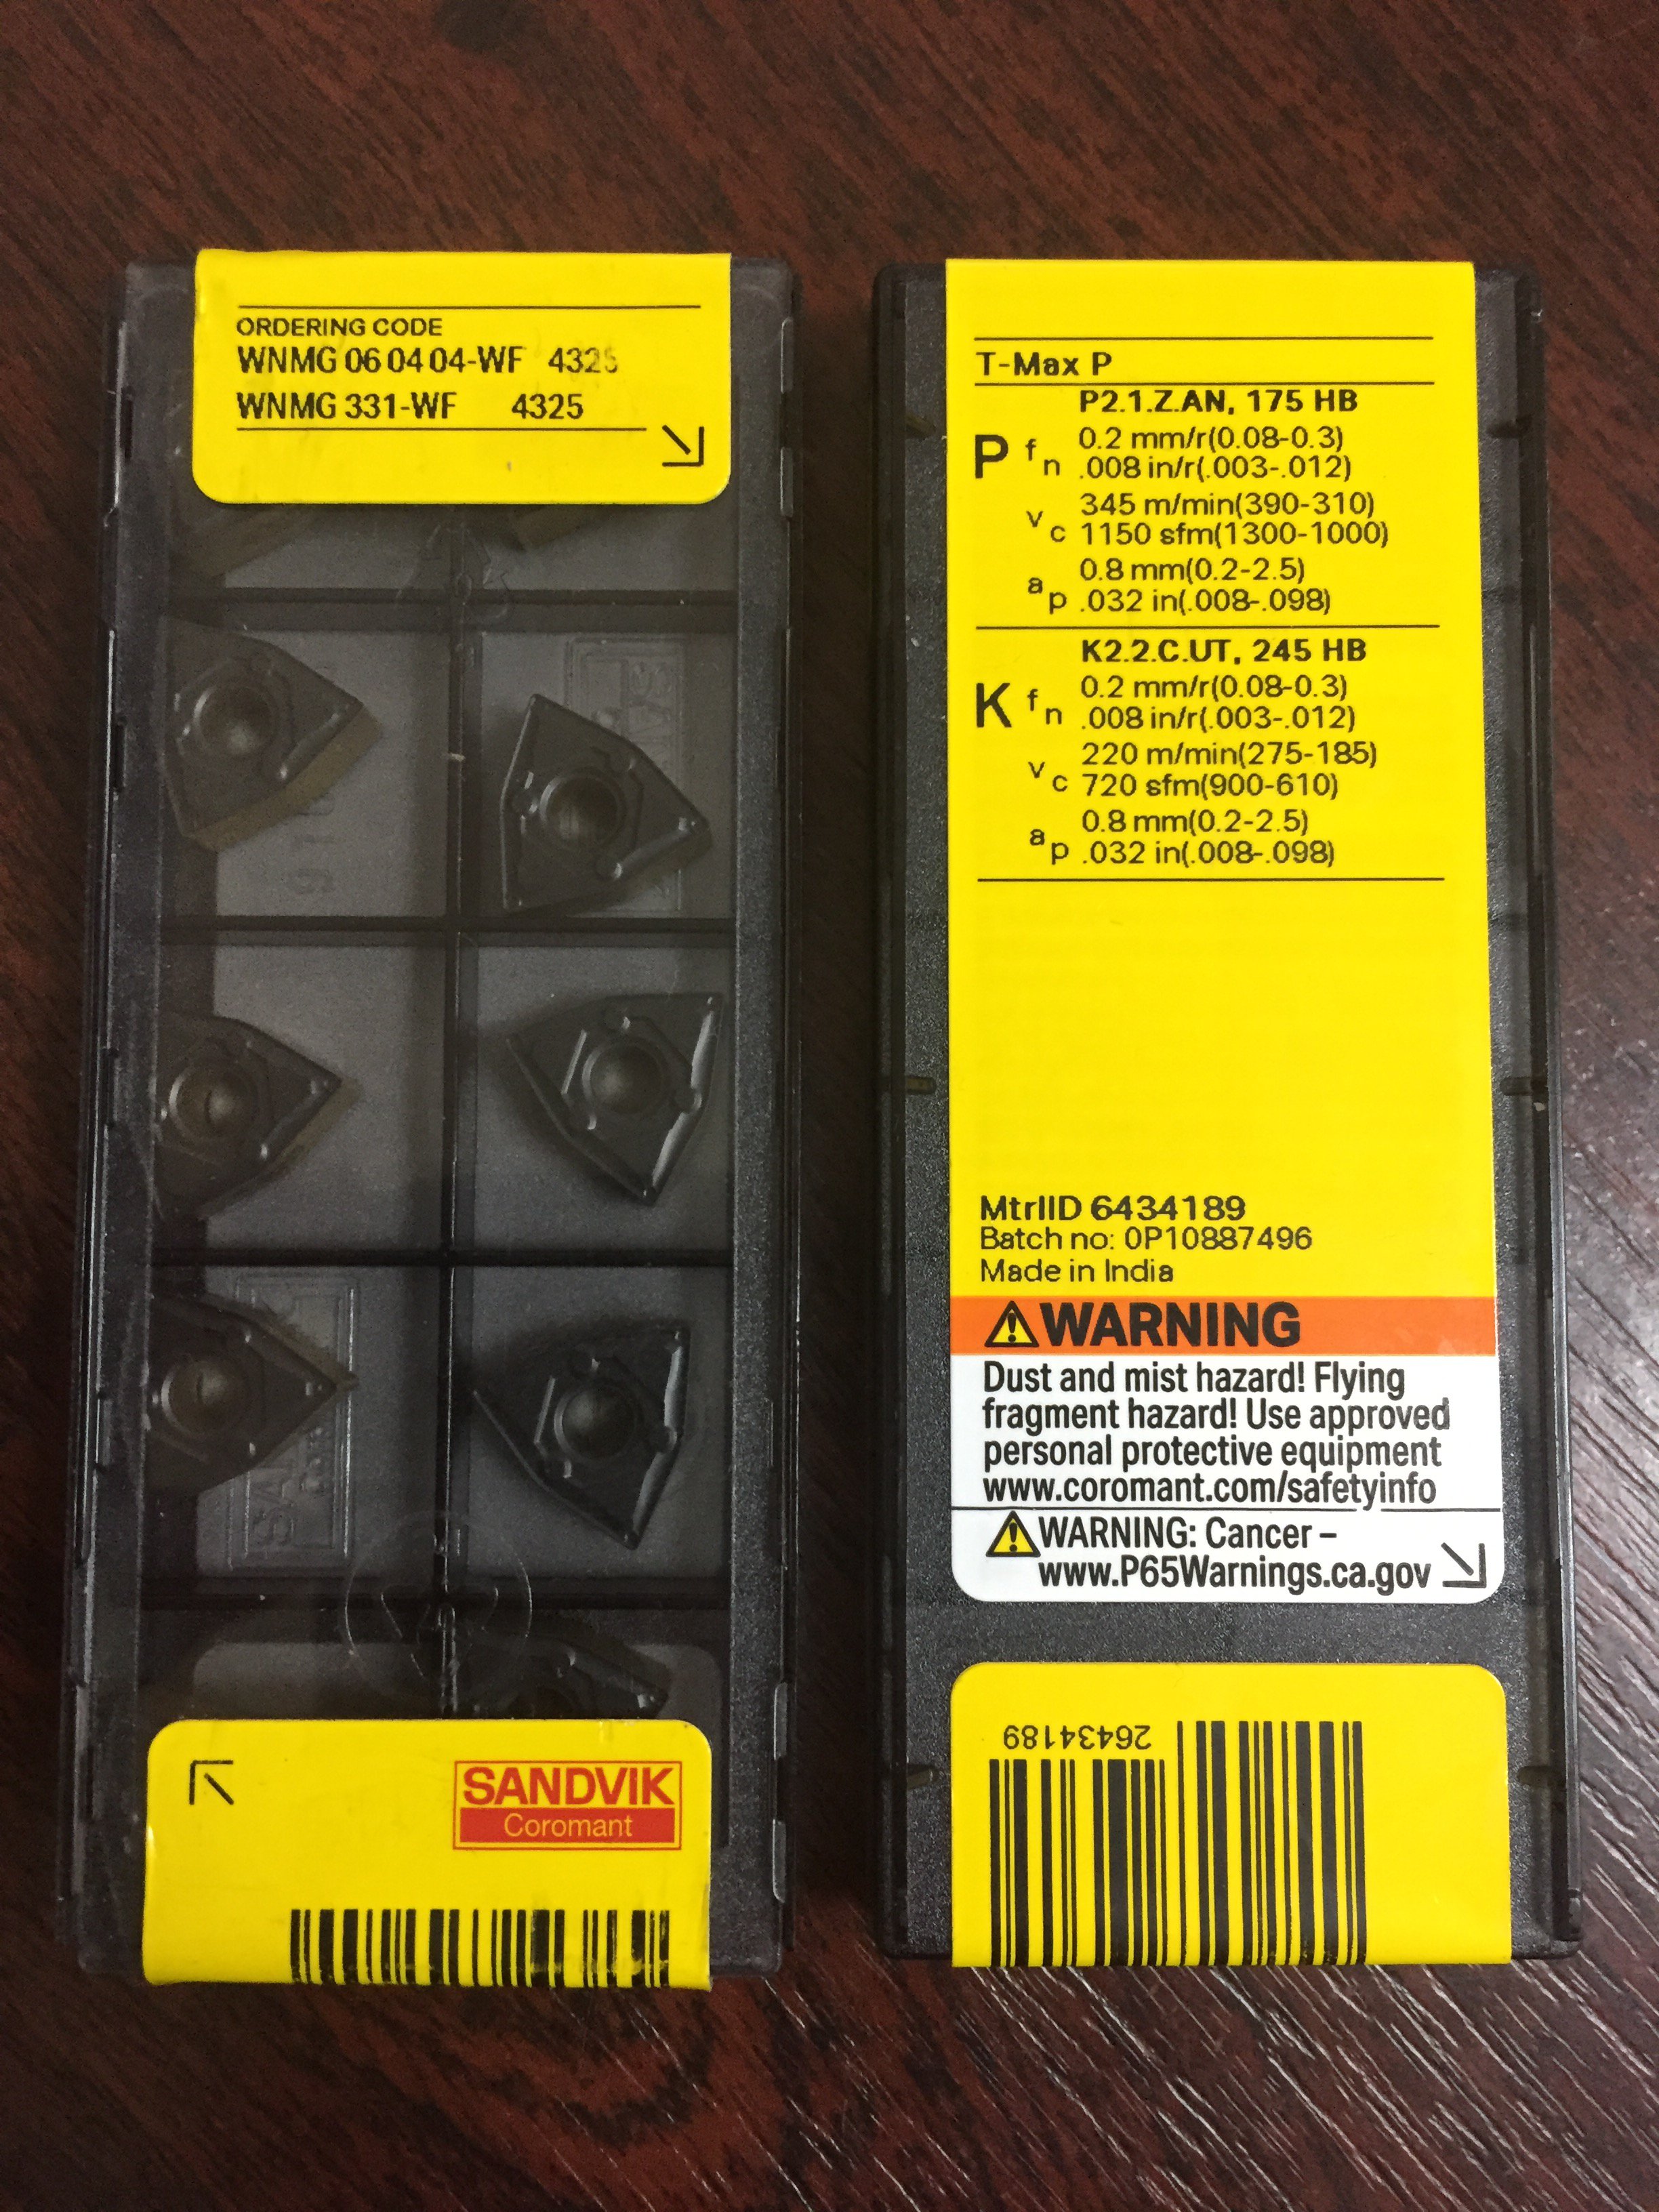 ORDERING CODE
WNMG 06 04 04-WF 4325
WNMG 331-WF 4325
SANDVIK
Coromant
T-Max P
P2.1.Z.AN, 175 HB
P fn 0.2 mm/r(0.08-0.3)
.008 in/r(.003-.012)
vc 345 m/min(390-310)
1150 sfm(1300-1000)
ap 0.8 mm(0.2-2.5)
.032 in(.008-.098)
K2.2.C.UT, 245 HB
K fn 0.2 mm/r(0.08-0.3)
.008 in/r(.003-.012)
vc 220 m/min(275-185)
720 sfm(900-610)
ap 0.8 mm(0.2-2.5)
.032 in(.008-.098)
MtrlID 6434189
Batch no: 0P10887496
Made in India
WARNING
Dust and mist hazard! Flying
fragment hazard! Use approved
personal protective equipment
www.coromant.com/safetyinfo
WARNING: Cancer –
www.P65Warnings.ca.gov
26434189